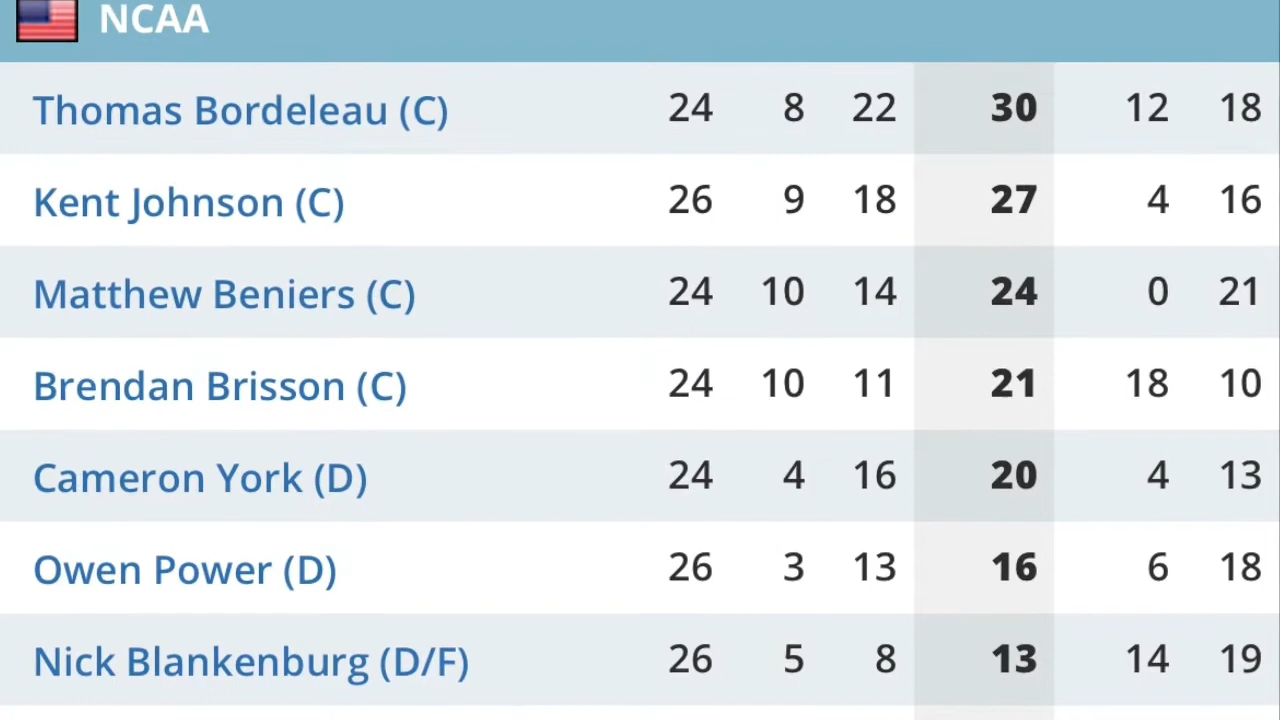 NCAA
Thomas Bordeleau (C) 24 8 22 30 12 18
Kent Johnson (C) 26 9 18 27 4 16
Matthew Beniers (C) 24 10 14 24 0 21
Brendan Brisson (C) 24 10 11 21 18 10
Cameron York (D) 24 4 16 20 4 13
Owen Power (D) 26 3 13 16 6 18
Nick Blankenburg (D/F) 26 5 8 13 14 19